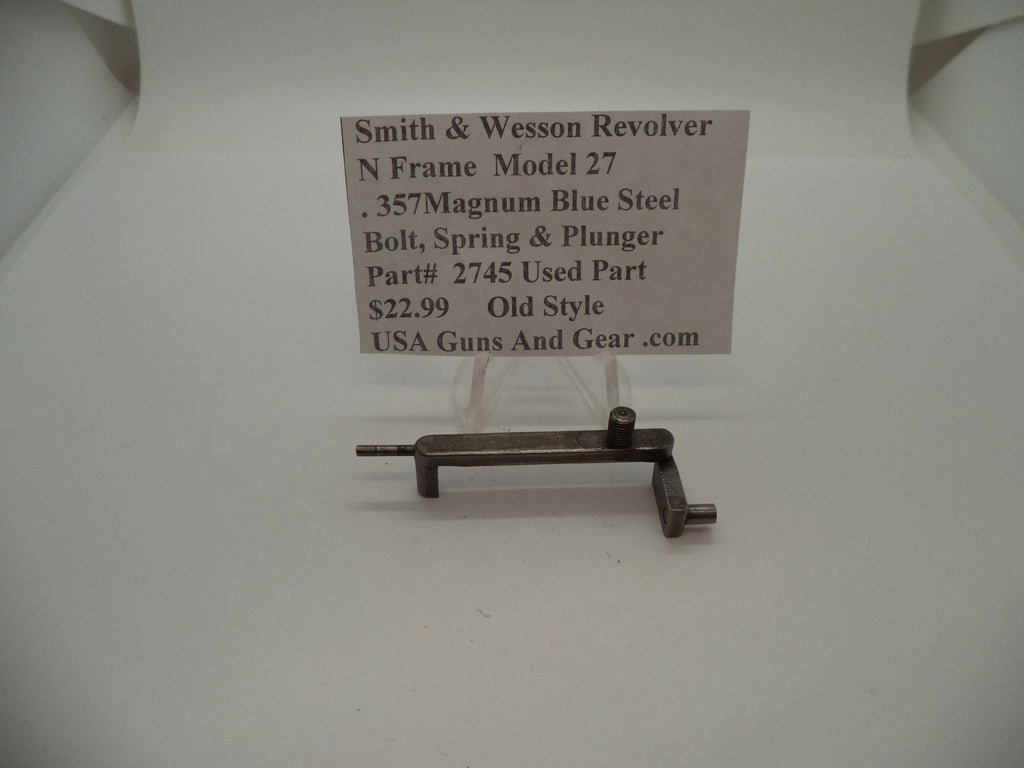 Smith & Wesson Revolver
N Frame Model 27
. 357Magnum Blue Steel
Bolt, Spring & Plunger
Part# 2745 Used Part
$22.99 Old Style
USA Guns And Gear .com